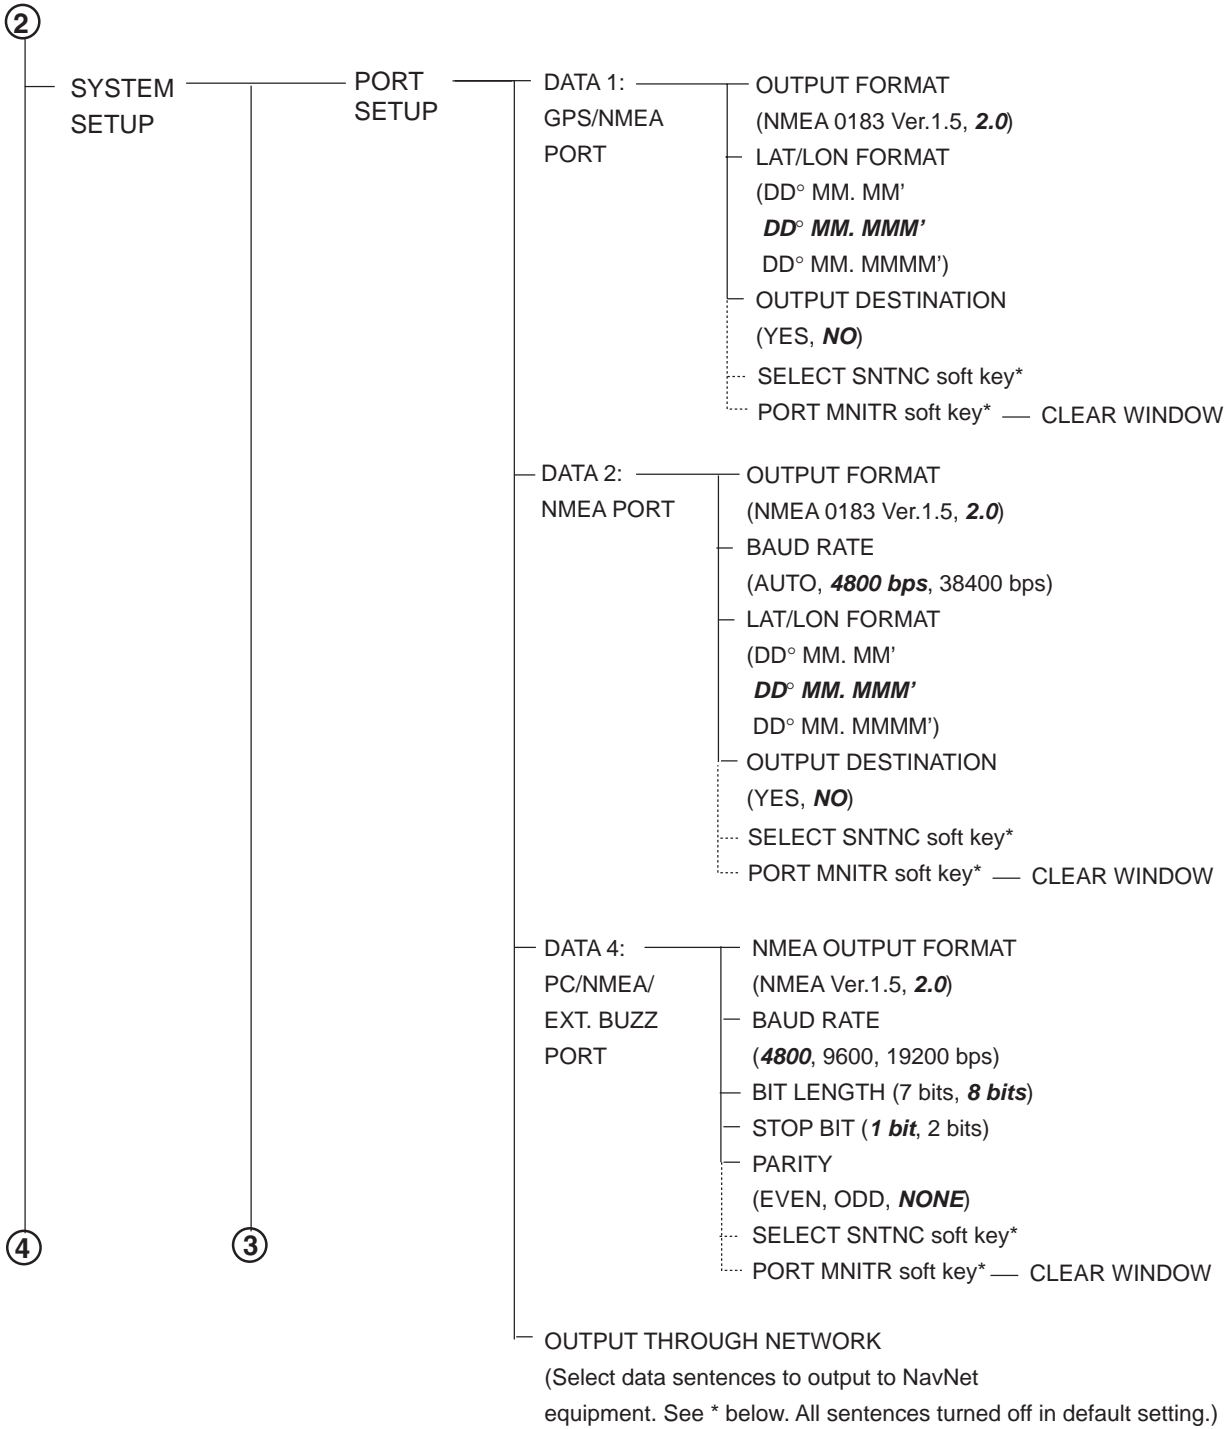 2
SYSTEM
SETUP
PORT
SETUP
DATA 1:
GPS/NMEA
PORT
OUTPUT FORMAT
(NMEA 0183 Ver.1.5, 2.0)
LAT/LON FORMAT
(DD° MM. MM’
DD° MM. MMM’
DD° MM. MMMM’)
OUTPUT DESTINATION
(YES, NO)
SELECT SNTNC soft key*
PORT MNITR soft key* — CLEAR WINDOW
DATA 2:
NMEA PORT
OUTPUT FORMAT
(NMEA 0183 Ver.1.5, 2.0)
BAUD RATE
(AUTO, 4800 bps, 38400 bps)
LAT/LON FORMAT
(DD° MM. MM’
DD° MM. MMM’
DD° MM. MMMM’)
OUTPUT DESTINATION
(YES, NO)
SELECT SNTNC soft key*
PORT MNITR soft key* — CLEAR WINDOW
DATA 4:
PC/NMEA/
EXT. BUZZ
PORT
NMEA OUTPUT FORMAT
(NMEA Ver.1.5, 2.0)
BAUD RATE
(4800, 9600, 19200 bps)
BIT LENGTH (7 bits, 8 bits)
STOP BIT (1 bit, 2 bits)
PARITY
(EVEN, ODD, NONE)
SELECT SNTNC soft key*
PORT MNITR soft key* — CLEAR WINDOW
4
3
OUTPUT THROUGH NETWORK
(Select data sentences to output to NavNet
equipment. See * below. All sentences turned off in default setting.)